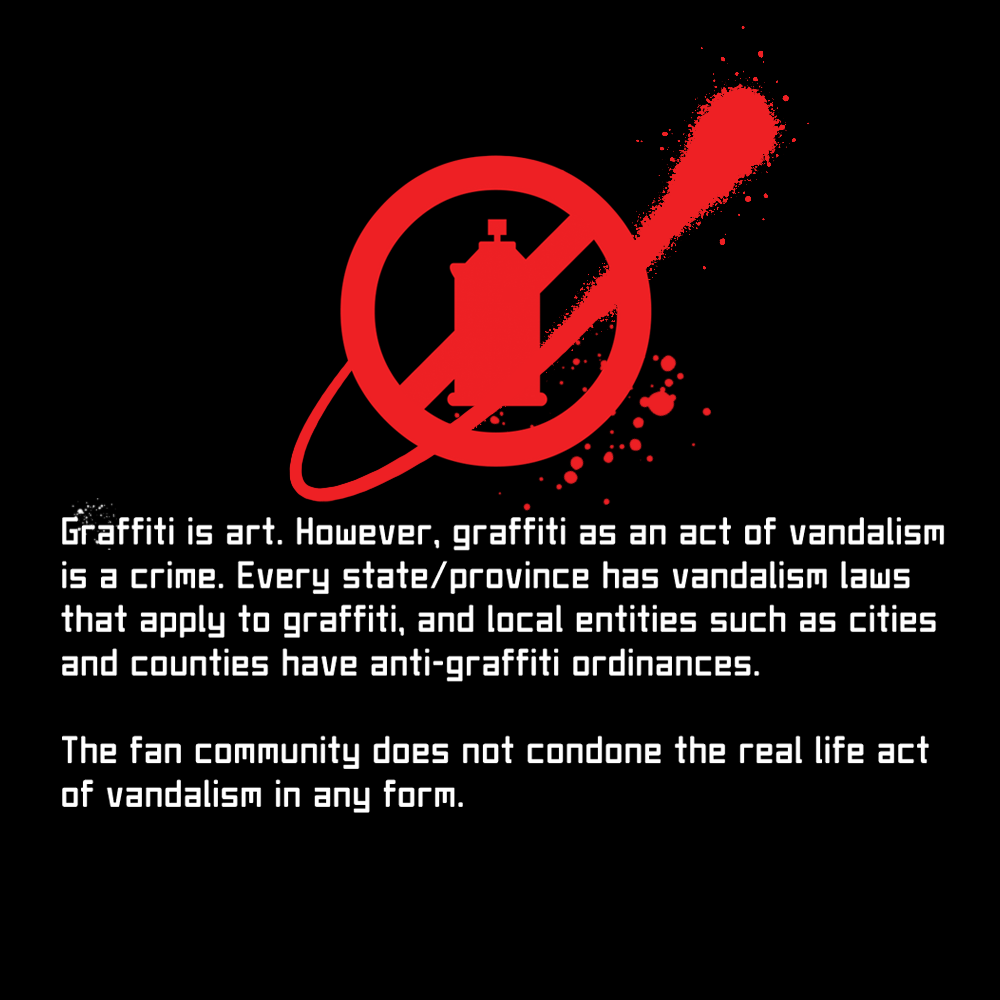 Graffiti is art. However, graffiti as an act of vandalism
is a crime. Every state/province has vandalism laws
that apply to graffiti, and local entities such as cities
and counties have anti-graffiti ordinances.
The fan community does not condone the real life act
of vandalism in any form.